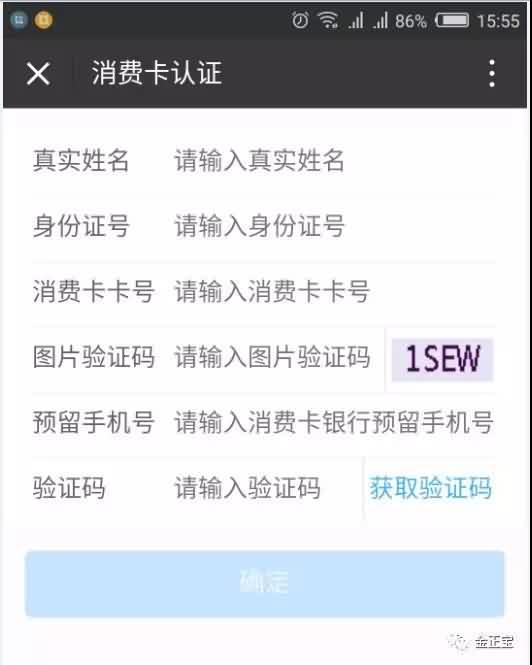 86% 15:55
消费卡认证
真实姓名 请输入真实姓名
身份证号 请输入身份证号
消费卡卡号 请输入消费卡卡号
图片验证码 请输入图片验证码 1SEW
预留手机号 请输入消费卡银行预留手机号
验证码 请输入验证码 获取验证码
确定
金正宝